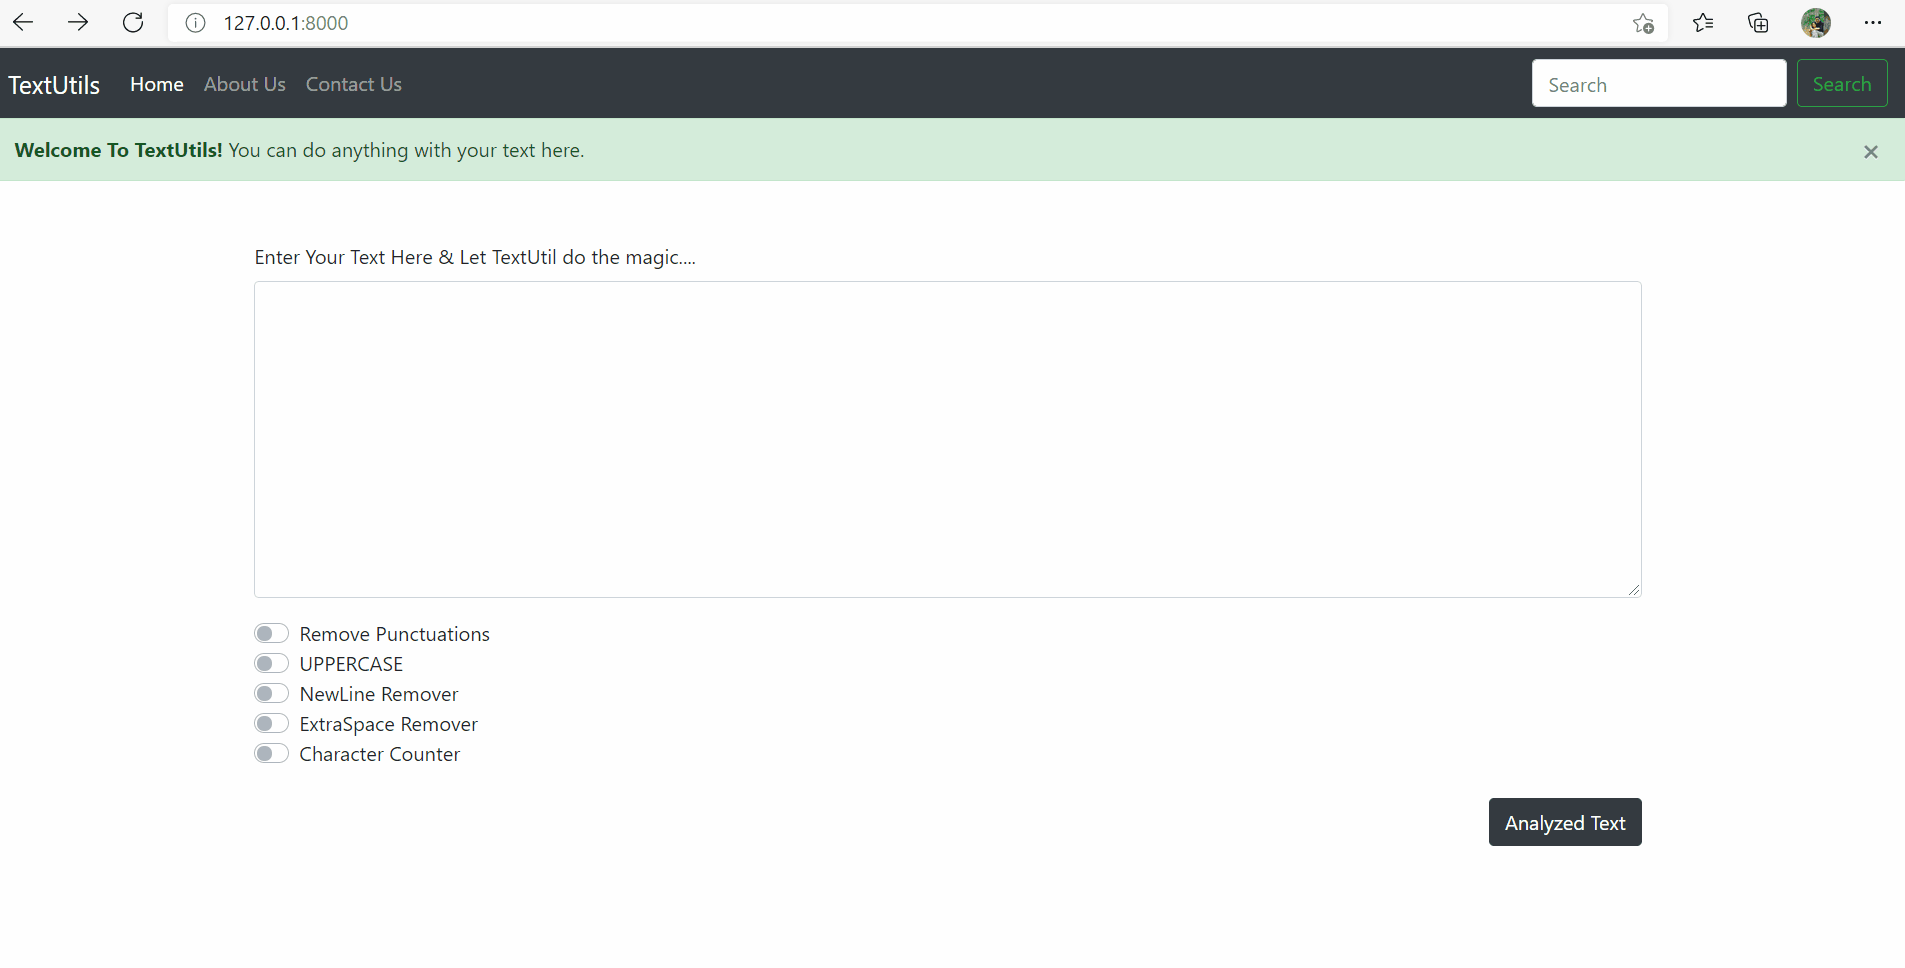 127.0.0.1:8000
TextUtils Home About Us Contact Us Search Search
Welcome To TextUtils! You can do anything with your text here. ×
Enter Your Text Here & Let TextUtil do the magic....
Remove Punctuations
UPPERCASE
NewLine Remover
ExtraSpace Remover
Character Counter
Analyzed Text